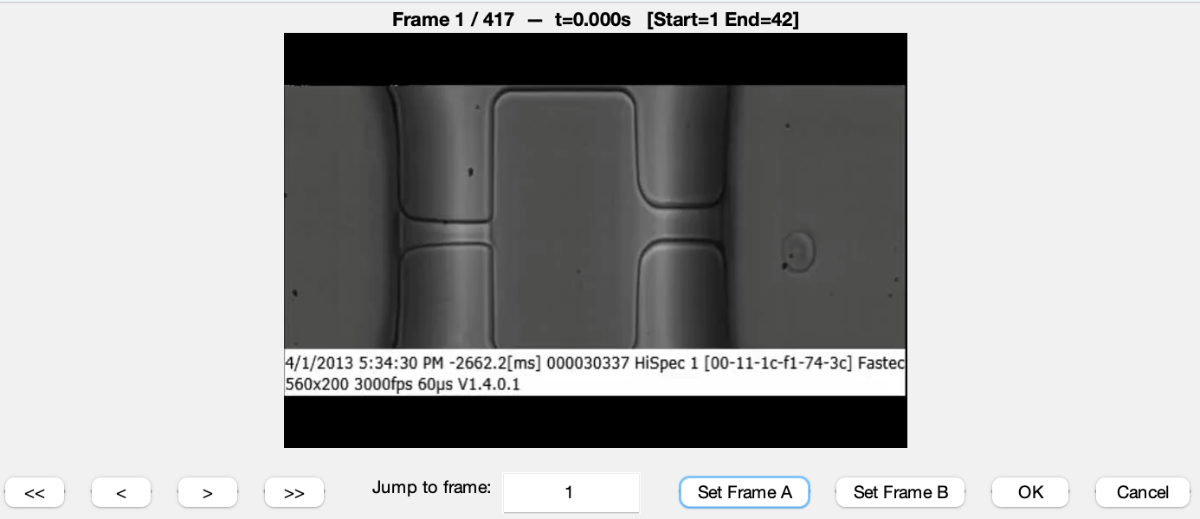 Frame 1 / 417 — t=0.000s [Start=1 End=42]
4/1/2013 5:34:30 PM -2662.2[ms] 000030337 HiSpec 1 [00-11-1c-f1-74-3c] Fastec
560x200 3000fps 60µs V1.4.0.1
<< < > >> Jump to frame: 1 Set Frame A Set Frame B OK Cancel